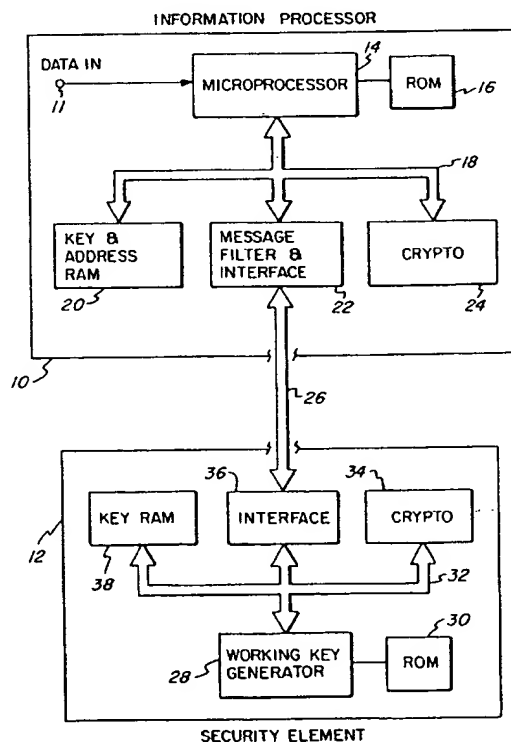 INFORMATION PROCESSOR
DATA IN
11
MICROPROCESSOR
14
ROM
16
18
KEY &
ADDRESS
RAM
20
MESSAGE
FILTER &
INTERFACE
22
CRYPTO
24
10
26
12
KEY RAM
38
36
INTERFACE
34
CRYPTO
32
28
WORKING KEY
GENERATOR
30
ROM
SECURITY ELEMENT